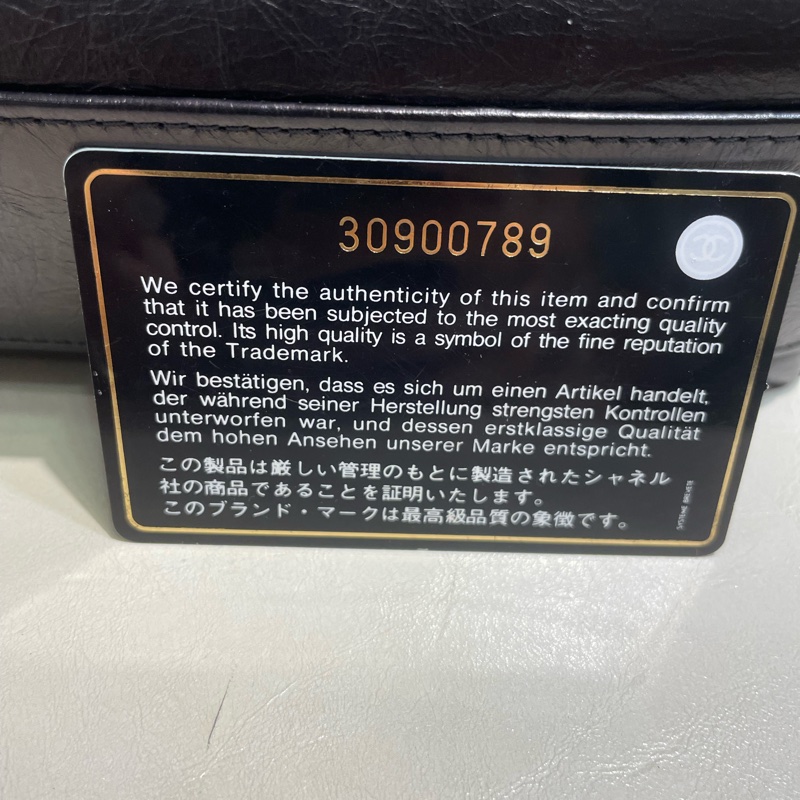 30900789
We certify the authenticity of this item and confirm
that it has been subjected to the most exacting quality
control. Its high quality is a symbol of the fine reputation
of the Trademark.
Wir bestätigen, dass es sich um einen Artikel handelt,
der während seiner Herstellung strengsten Kontrollen
unterworfen war, und dessen erstklassige Qualität
dem hohen Ansehen unserer Marke entspricht.
この製品は厳しい管理のもとに製造されたシャネル
社の商品であることを証明いたします。
このブランド・マークは最高級品質の象徴です。
SYSTEME BREVETE